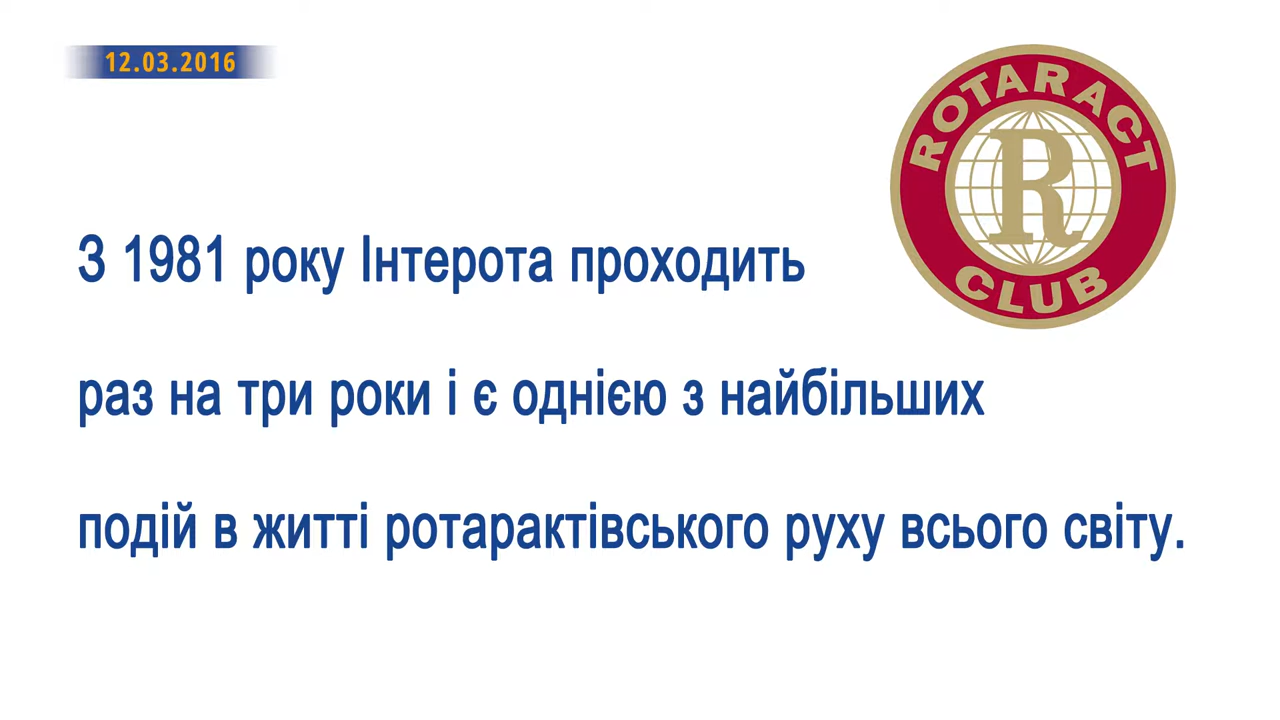 12.03.2016
ROTARACT
R
CLUB
З 1981 року Інтерота проходить
раз на три роки і є однією з найбільших
подій в житті ротарактівського руху всього світу.